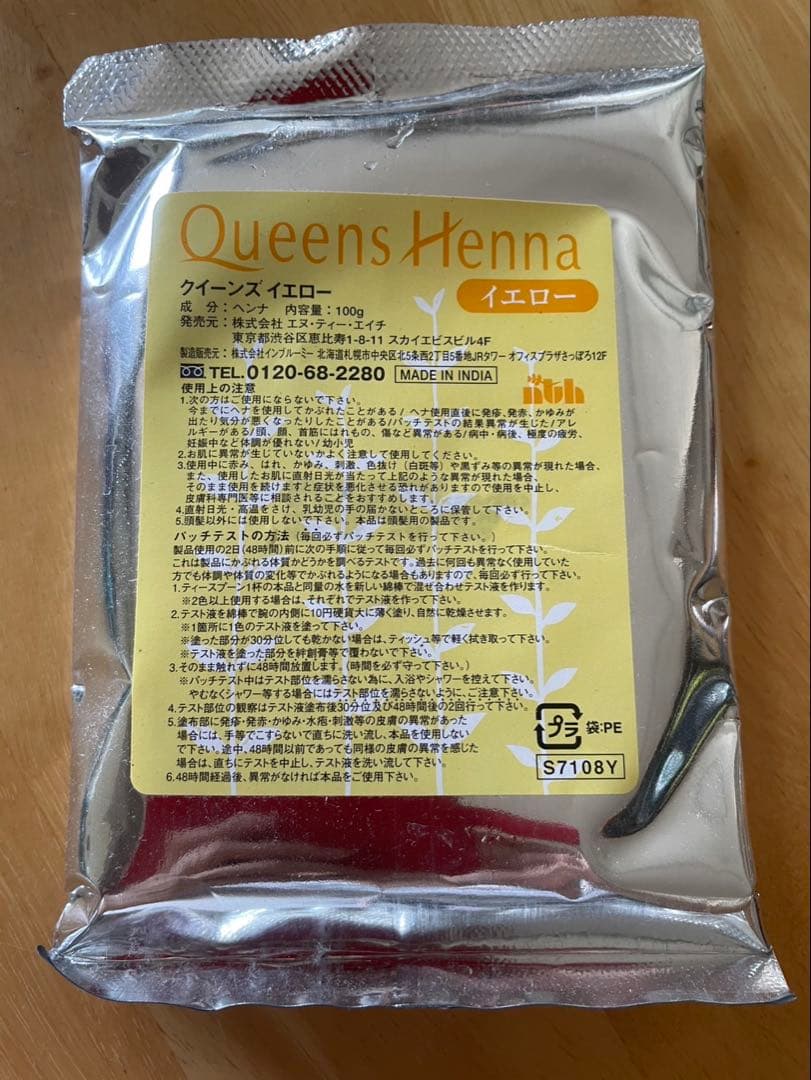 Queens Henna
クイーンズ イエロー
イエロー
成 分：ヘンナ 内容量：100g
発売元：株式会社 エヌ・ティー・エイチ
東京都渋谷区恵比寿1-8-11 スカイエビスビル4F
製造販売元：株式会社インブルーミー 北海道札幌市中央区北5条西2丁目5番地JRタワー オフィスプラザさっぽろ12F
TEL.0120-68-2280 MADE IN INDIA
nth
使用上の注意
1.次の方はご使用にならないで下さい。
今までにヘナを使用してかぶれたことがある/ ヘナ使用直後に発疹、発赤、かゆみが
出たり気分が悪くなったりしたことがある/パッチテストの結果異常が生じた/アレ
ルギーがある/頭、顔、首筋にはれもの、傷など異常がある/病中・病後、極度の疲労、
妊娠中など体調が優れない/ 幼小児
2.お肌に異常が生じていないかよく注意して使用してください。
3.使用中に赤み、はれ、かゆみ、刺激、色抜け（白斑等）や黒ずみ等の異常が現れた場合、
また、使用したお肌に直射日光が当たって上記のような異常が現れた場合、
そのまま使用を続けますと症状を悪化させる恐れがありますので使用を中止し、
皮膚科専門医等に相談されることをおすすめします。
4.直射日光・高温をさけ、乳幼児の手の届かないところに保管して下さい。
5.頭髪以外には使用しないで下さい。本品は頭髪用の製品です。
パッチテストの方法（毎回必ずパッチテストを行って下さい。）
製品使用の2日（48時間）前に次の手順に従って毎回必ずパッチテストを行って下さい。
これは製品にかぶれる体質かどうかを調べるテストです。過去に何回も異常なく使用していた
方でも体調や体質の変化等でかぶれるようになる場合もありますので、毎回必ず行って下さい。
1.ティースプーン1杯の本品と同量の水を新しい綿棒で混ぜ合わせテスト液を作ります。
※2色以上使用する場合は、それぞれでテスト液を作って下さい。
2.テスト液を綿棒で腕の内側に10円硬貨大に薄く塗り、自然に乾燥させます。
※1箇所に1色のテスト液を塗って下さい。
※塗った部分が30分位しても乾かない場合は、ティッシュ等で軽く拭き取って下さい。
※テスト液を塗った部分を絆創膏等で覆わないで下さい。
3.そのまま触れずに48時間放置します。（時間を必ず守って下さい。）
※パッチテスト中はテスト部位を濡らさない為に、入浴やシャワーを控えて下さい。
やむなくシャワー等する場合にはテスト部位を濡らさないように、ご注意下さい。
4.テスト部位の観察はテスト液塗布後30分位及び48時間後の2回行って下さい。
5.塗布部に発疹・発赤・かゆみ・水疱・刺激等の皮膚の異常があった
場合には、手等でこすらないで直ちに洗い流し、本品を使用しない
で下さい。途中、48時間以前であっても同様の皮膚の異常を感じた
場合は、直ちにテストを中止し、テスト液を洗い流して下さい。
6.48時間経過後、異常がなければ本品をご使用下さい。
プラ 袋:PE
S7108Y